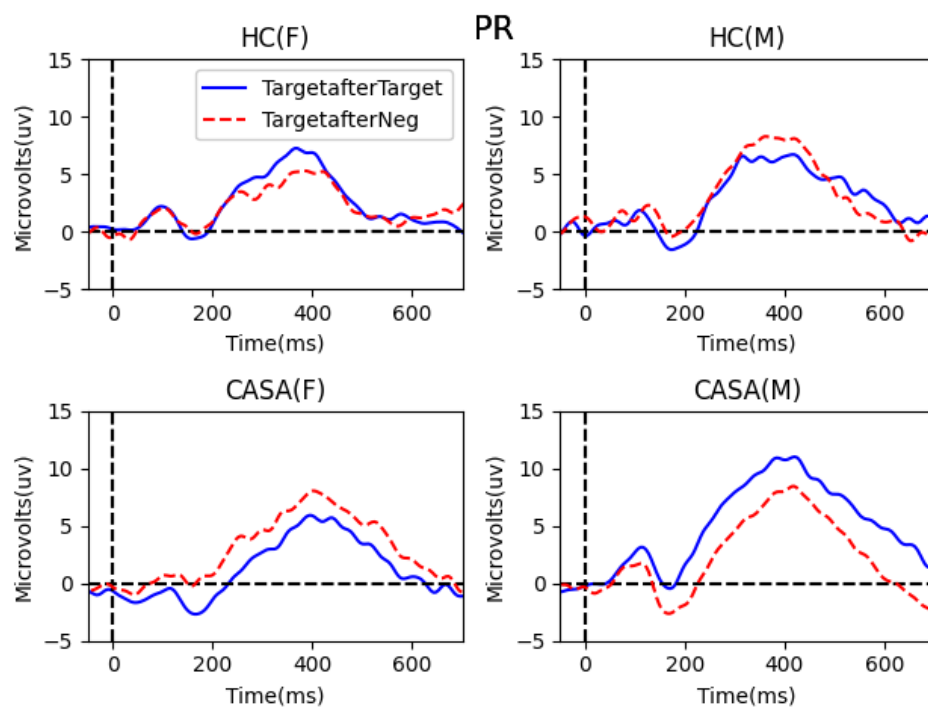 PR
HC(F)
15
10
5
0
−5
Microvolts(uv)
TargetafterTarget
TargetafterNeg
0 200 400 600
Time(ms)
HC(M)
15
10
5
0
−5
Microvolts(uv)
0 200 400 600
Time(ms)
CASA(F)
15
10
5
0
−5
Microvolts(uv)
0 200 400 600
Time(ms)
CASA(M)
15
10
5
0
−5
Microvolts(uv)
0 200 400 600
Time(ms)